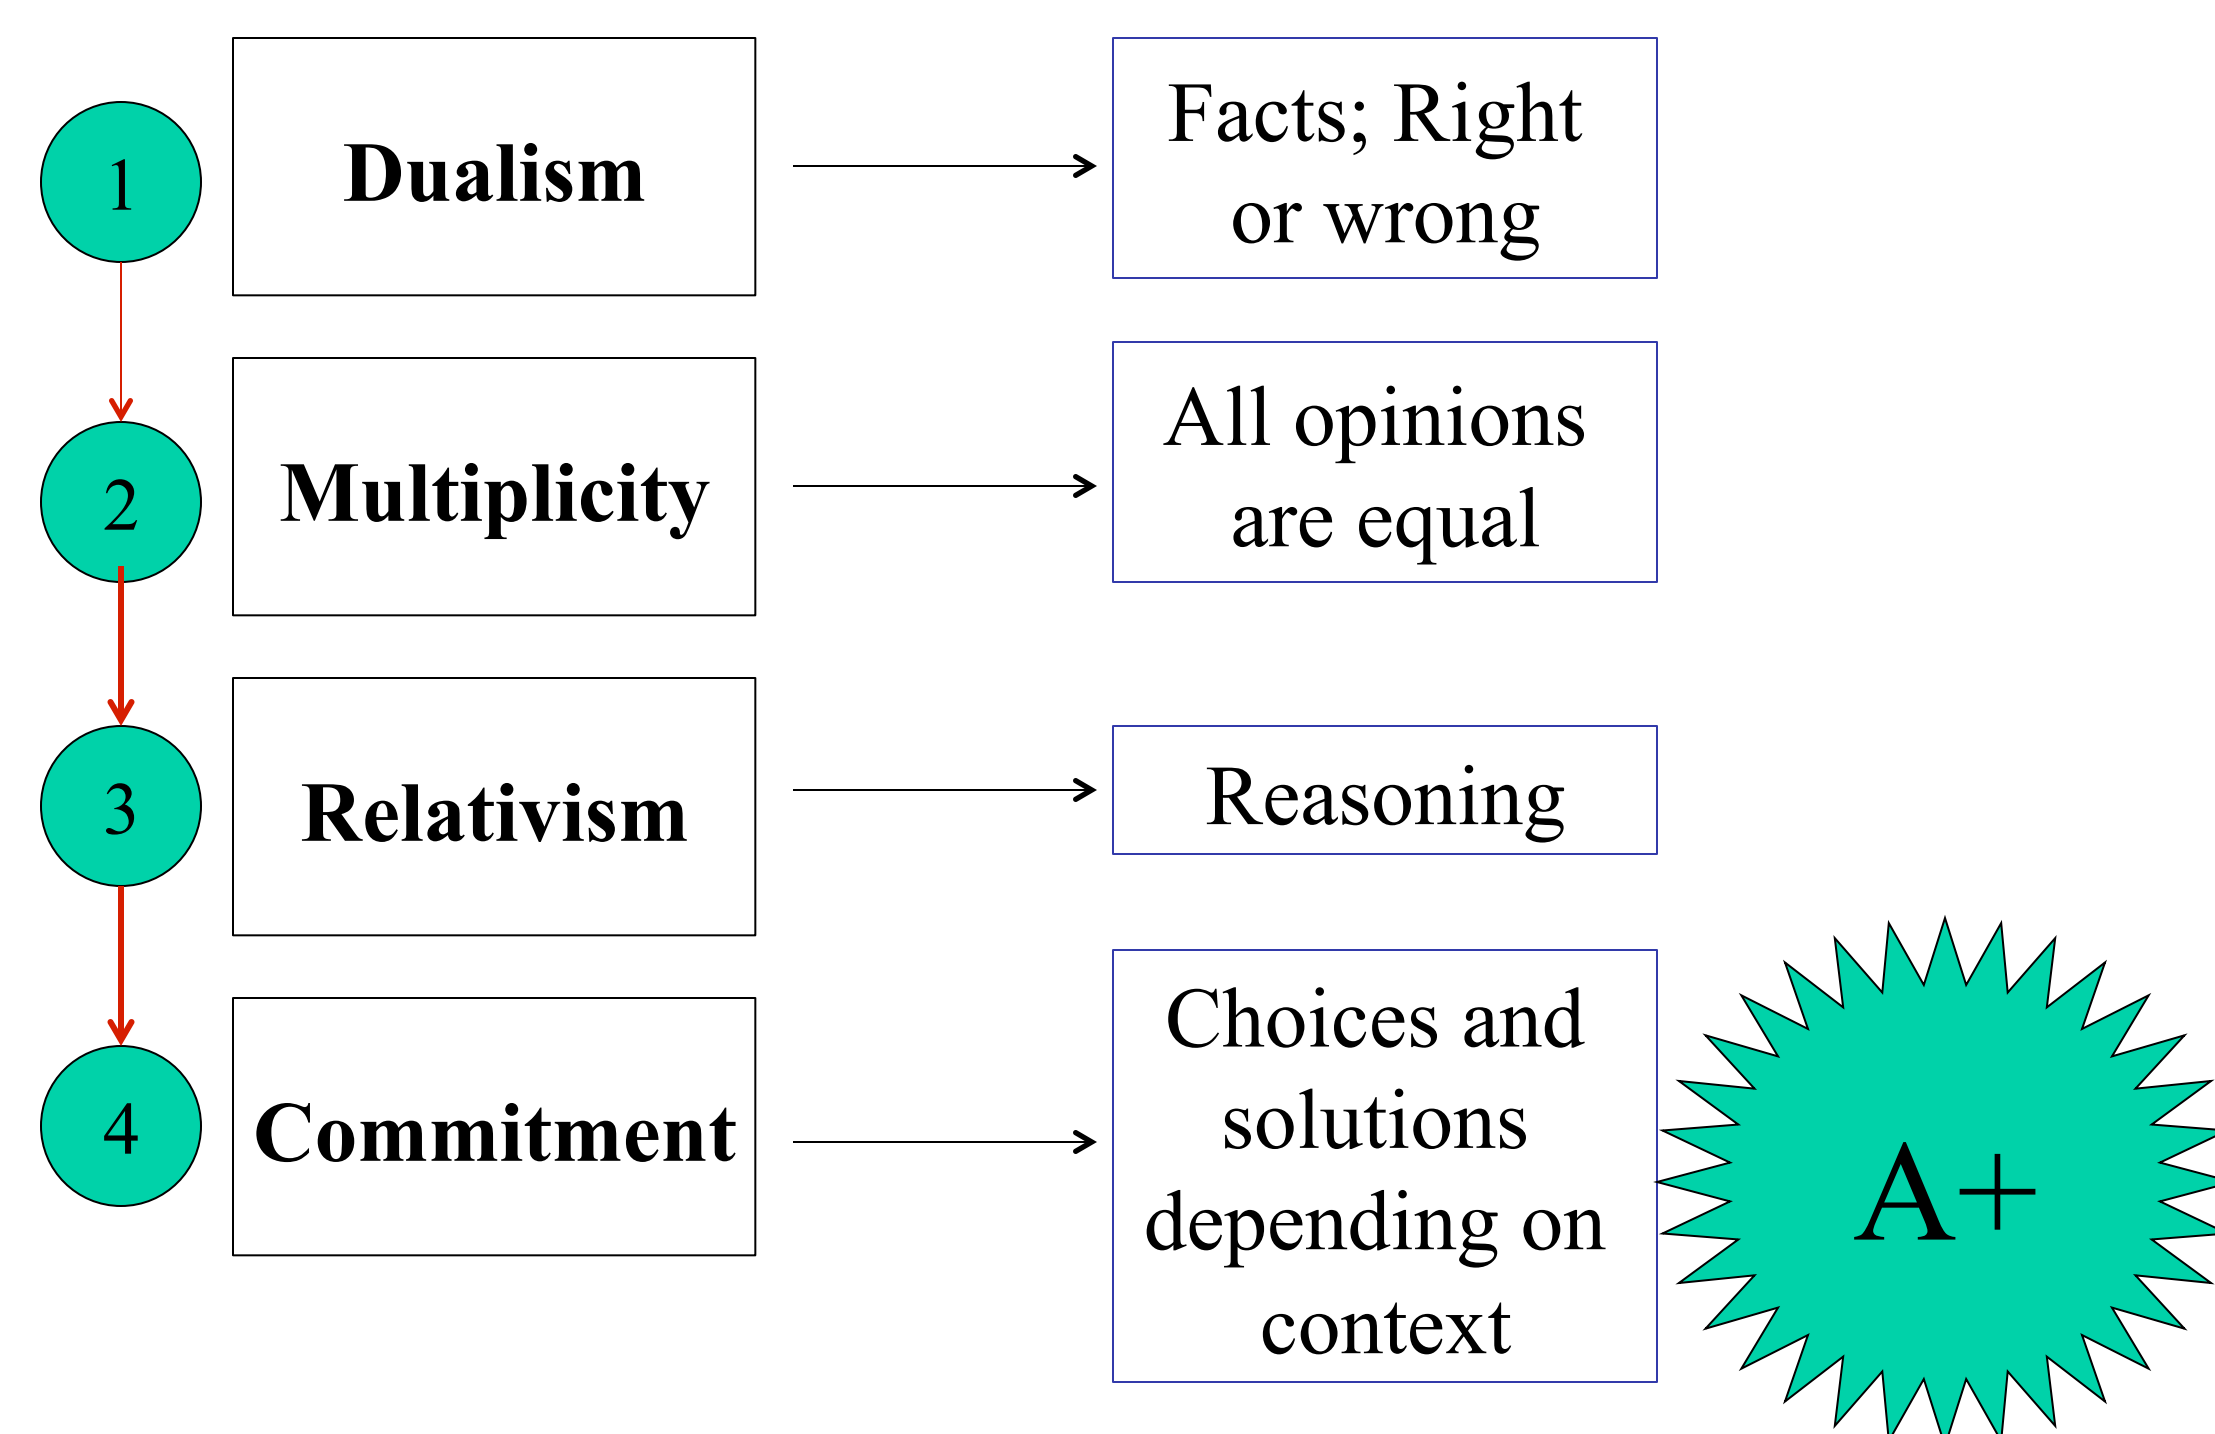 1
Dualism
Facts; Right
or wrong
2
Multiplicity
All opinions
are equal
3
Relativism
Reasoning
4
Commitment
Choices and
solutions
depending on
context
A+